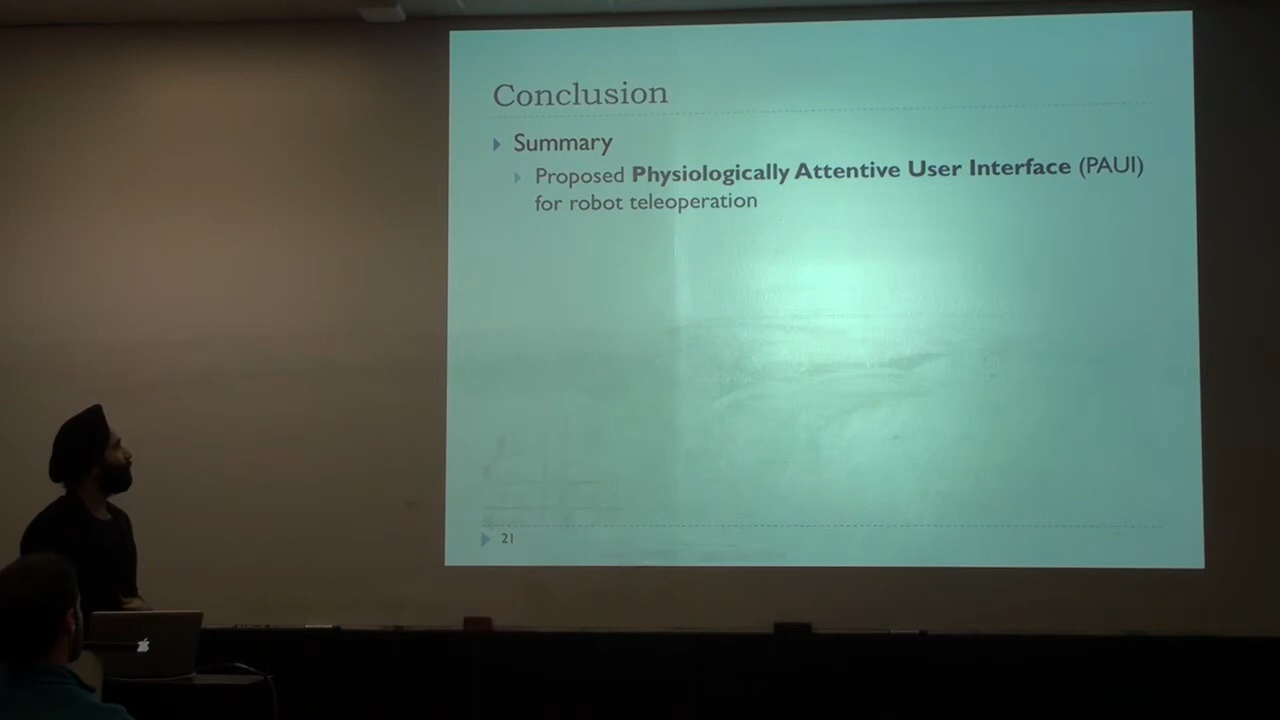 Conclusion
Summary
Proposed Physiologically Attentive User Interface (PAUI)
for robot teleoperation
21